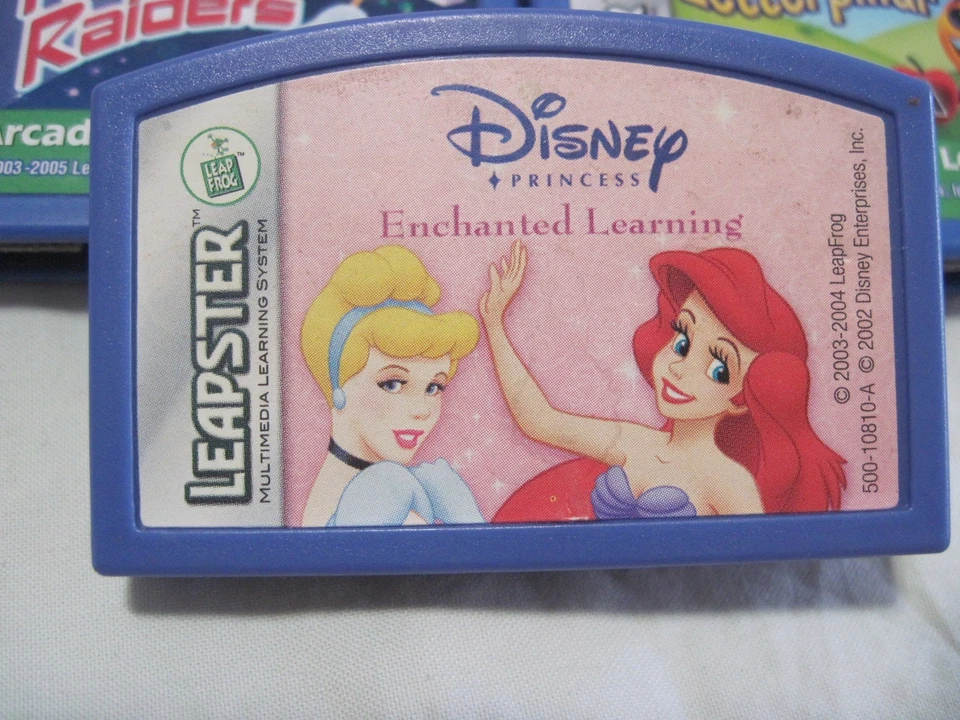 Raiders
Arcad
003-2005 Le
LEAP
FROG
LEAPSTER™
MULTIMEDIA LEARNING SYSTEM
DISNEY
PRINCESS
Enchanted Learning
© 2003-2004 LeapFrog
500-10810-A © 2002 Disney Enterprises, Inc.